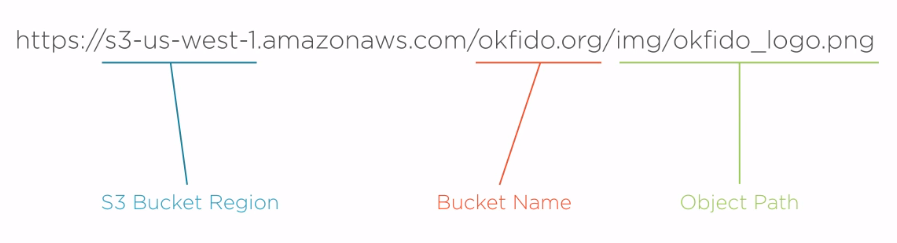 https://s3-us-west-1.amazonaws.com/okfido.org/img/okfido_logo.png
S3 Bucket Region Bucket Name Object Path